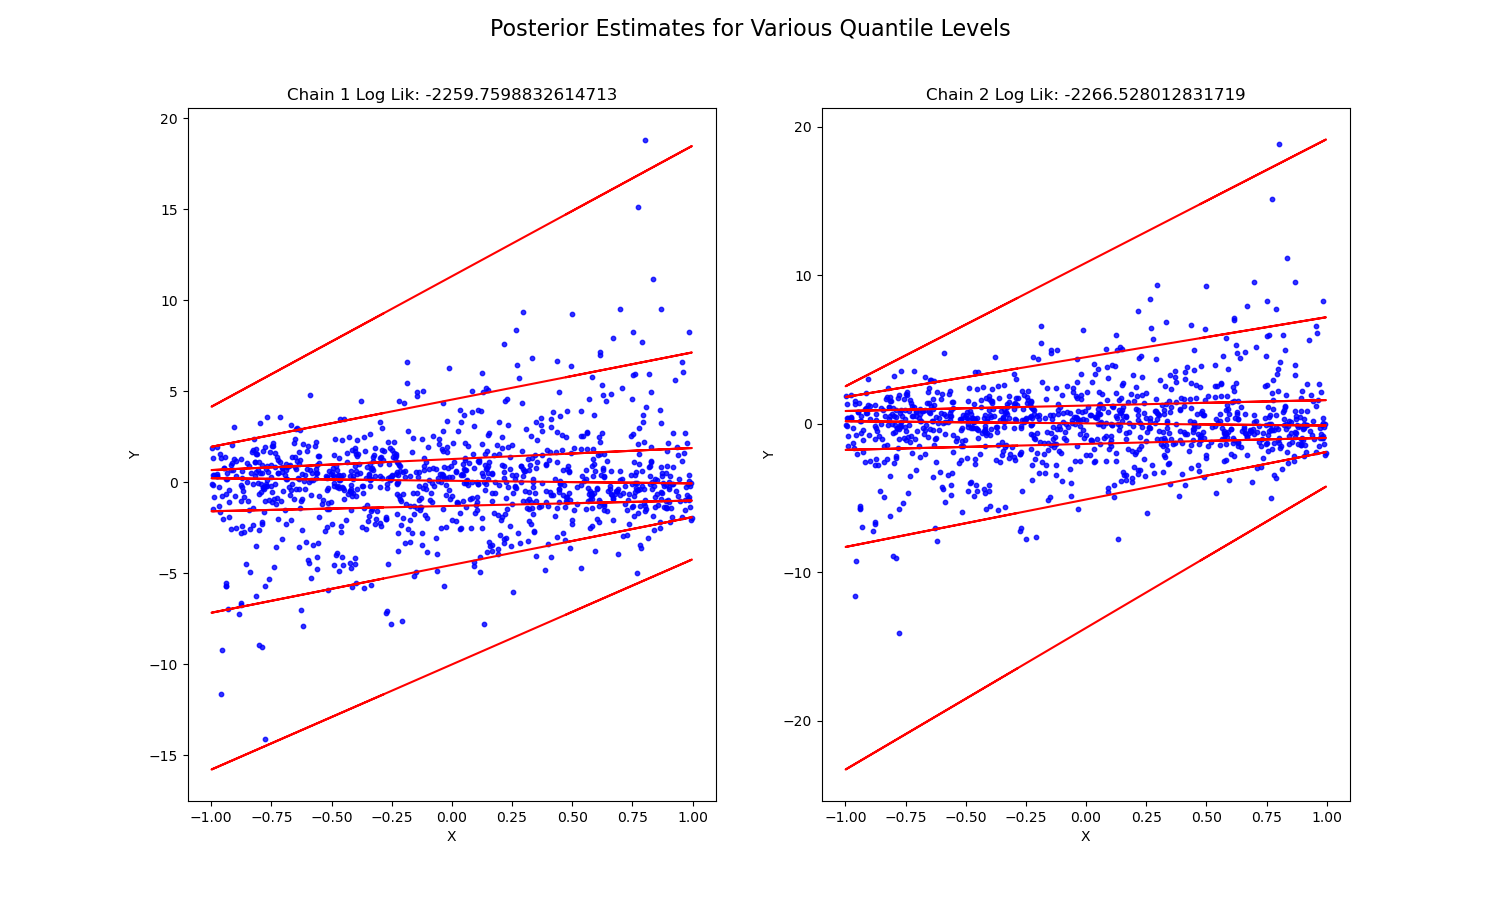 Posterior Estimates for Various Quantile Levels
Chain 1 Log Lik: -2259.7598832614713
20
15
10
5
0
−5
−10
−15
Y
−1.00 −0.75 −0.50 −0.25 0.00 0.25 0.50 0.75 1.00
X
Chain 2 Log Lik: -2266.528012831719
20
10
0
−10
−20
Y
−1.00 −0.75 −0.50 −0.25 0.00 0.25 0.50 0.75 1.00
X